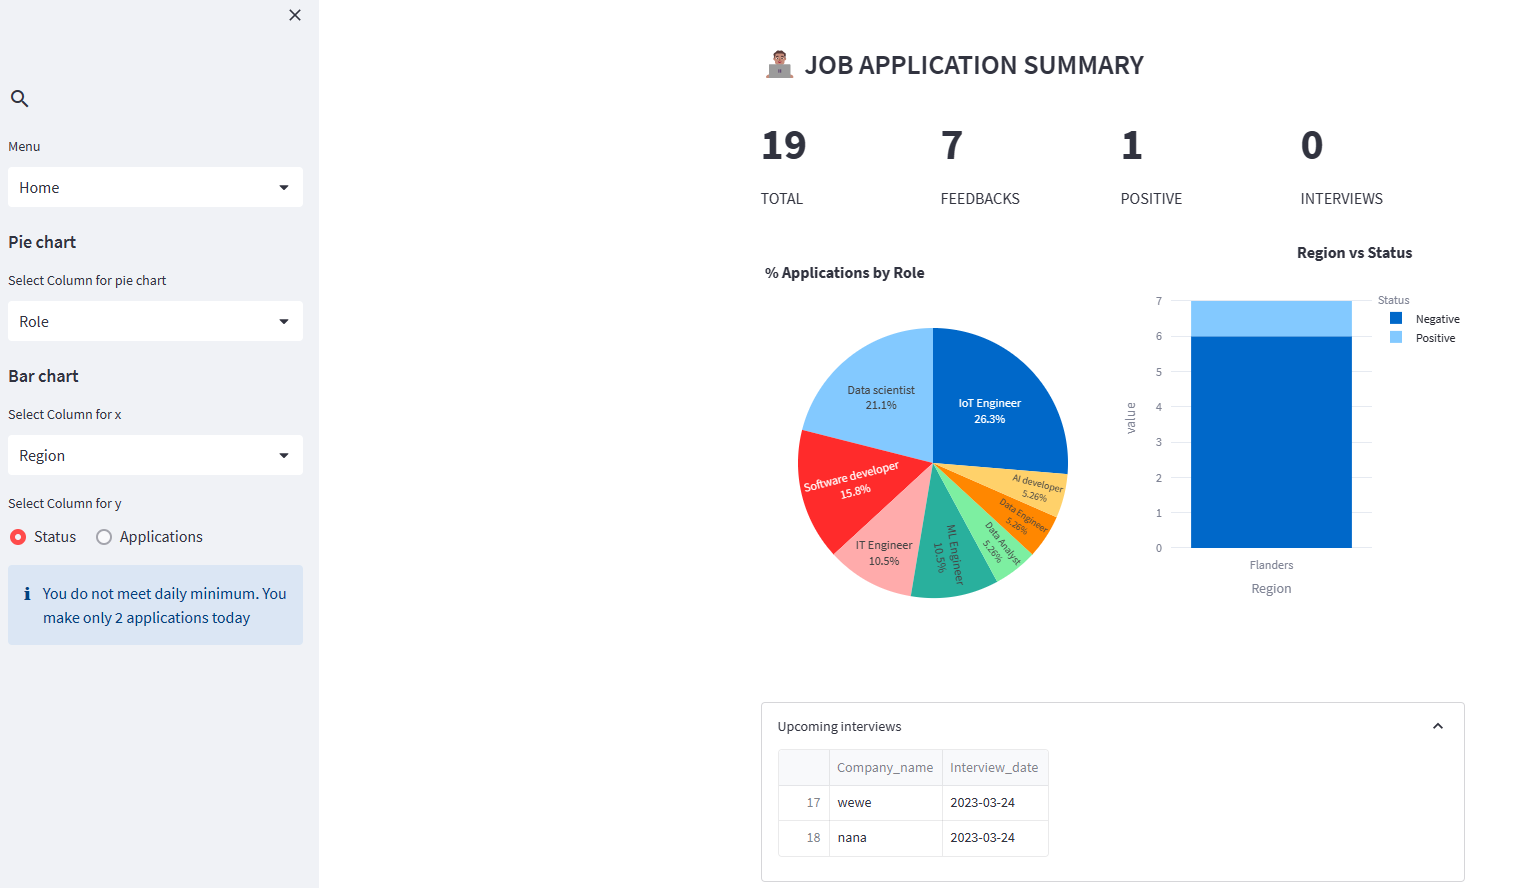 Menu
Home
Pie chart
Select Column for pie chart
Role
Bar chart
Select Column for x
Region
Select Column for y
Status Applications
You do not meet daily minimum. You
make only 2 applications today
JOB APPLICATION SUMMARY
19 7 1 0
TOTAL FEEDBACKS POSITIVE INTERVIEWS
% Applications by Role
Data scientist
21.1%
IoT Engineer
26.3%
Software developer
15.8%
IT Engineer
10.5%
ML Engineer
10.5%
Data Analyst
5.26%
Data Engineer
5.26%
AI developer
5.26%
Region vs Status
Status
Negative
Positive
7
6
5
4
3
2
1
0
value
Flanders
Region
Upcoming interviews
Company_name Interview_date
17 wewe 2023-03-24
18 nana 2023-03-24